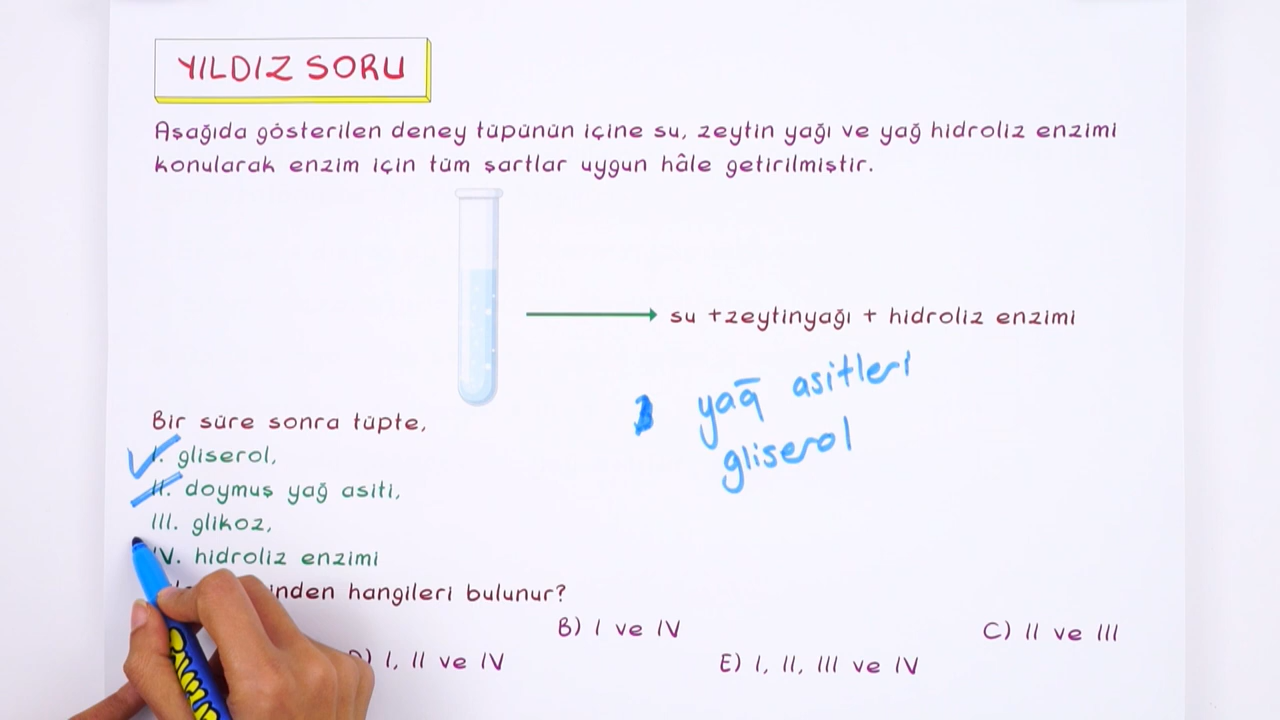 YILDIZ SORU
Aşağıda gösterilen deney tüpünün içine su, zeytin yağı ve yağ hidroliz enzimi
konularak enzim için tüm şartlar uygun hâle getirilmiştir.
su +zeytinyağı + hidroliz enzimi
yağ asitleri
gliserol
Bir süre sonra tüpte,
I. gliserol,
II. doymuş yağ asiti,
III. glikoz,
IV. hidroliz enzimi
hangileri bulunur?
B) I ve IV
C) II ve III
D) I, II ve IV
E) I, II, III ve IV